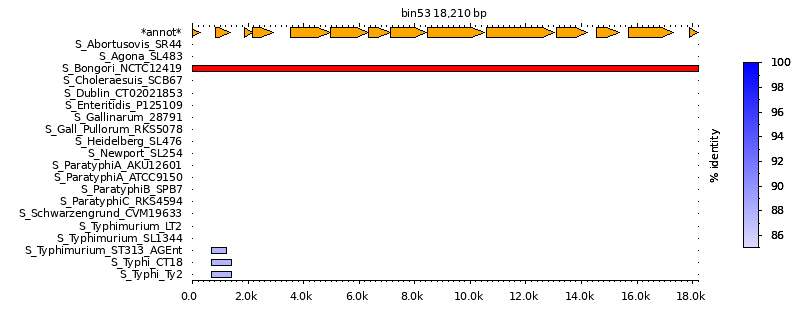 bin53 18,210 bp
*annot*
S_Abortusovis_SR44
S_Agona_SL483
S_Bongori_NCTC12419
S_Choleraesuis_SCB67
S_Dublin_CT02021853
S_Enteritidis_P125109
S_Gallinarum_28791
S_Gall_Pullorum_RKS5078
S_Heidelberg_SL476
S_Newport_SL254
S_ParatyphiA_AKU12601
S_ParatyphiA_ATCC9150
S_ParatyphiB_SPB7
S_ParatyphiC_RKS4594
S_Schwarzengrund_CVM19633
S_Typhimurium_LT2
S_Typhimurium_SL1344
S_Typhimurium_ST313_AGEnt
S_Typhi_CT18
S_Typhi_Ty2
0.0 2.0k 4.0k 6.0k 8.0k 10.0k 12.0k 14.0k 16.0k 18.0k
% identity
100
98
96
94
92
90
88
86